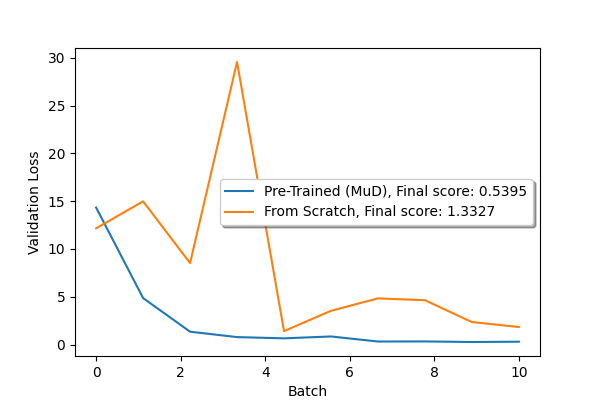 30
25
20
15
10
5
0
Validation Loss
Pre-Trained (MuD), Final score: 0.5395
From Scratch, Final score: 1.3327
0 2 4 6 8 10
Batch